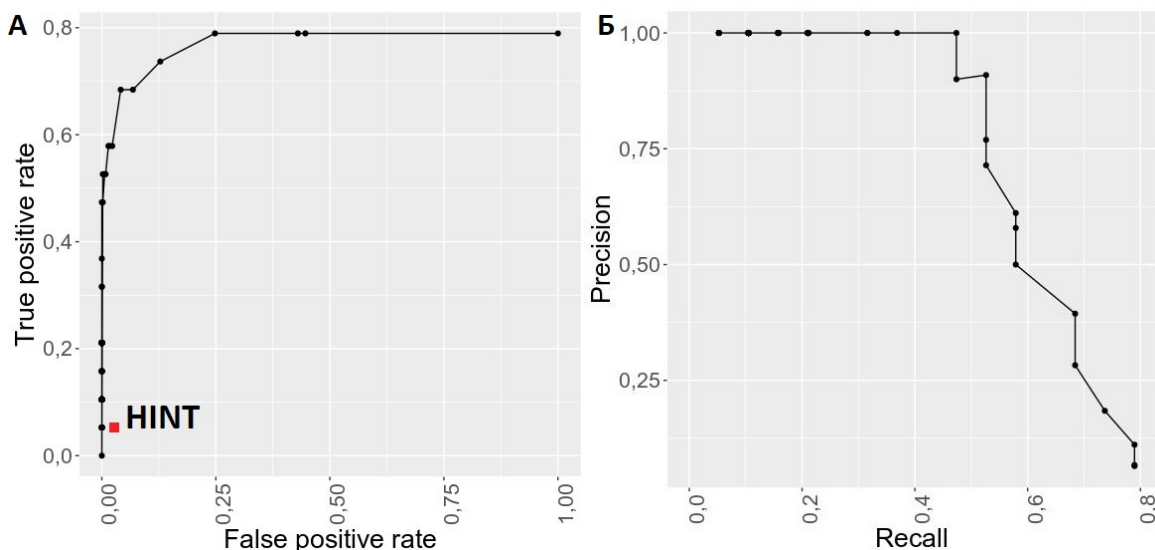 А
0,8
0,6
0,4
0,2
0,0
True positive rate
HINT
0,00
0,25
0,50
0,75
1,00
False positive rate
Б
1,00
0,75
0,50
0,25
Precision
0,0
0,2
0,4
0,6
0,8
Recall